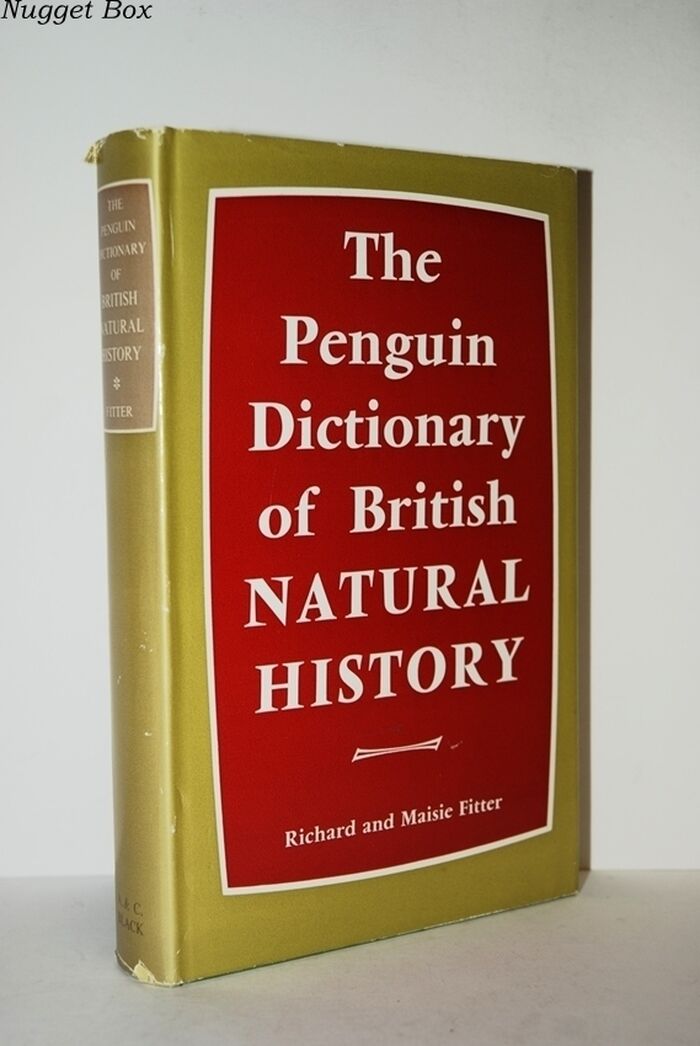 Nugget Box
THE
PENGUIN
DICTIONARY
OF
BRITISH
NATURAL
HISTORY
FITTER
A. & C.
BLACK
The
Penguin
Dictionary
of British
NATURAL
HISTORY
Richard and Maisie Fitter